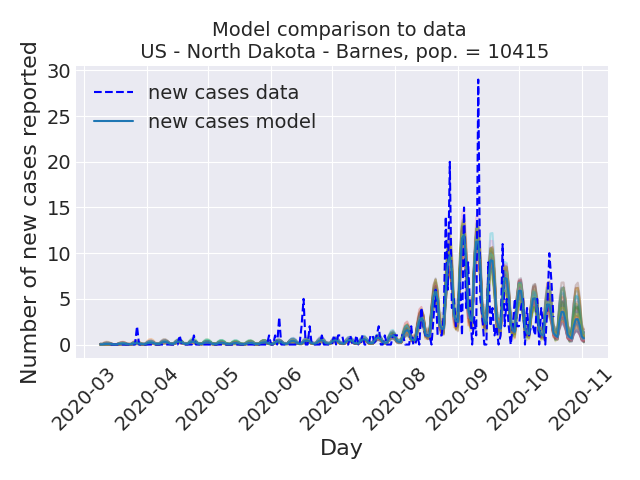 Model comparison to data
US - North Dakota - Barnes, pop. = 10415
Number of new cases reported
30
25
20
15
10
5
0
new cases data
new cases model
2020-03
2020-04
2020-05
2020-06
2020-07
2020-08
2020-09
2020-10
2020-11
Day